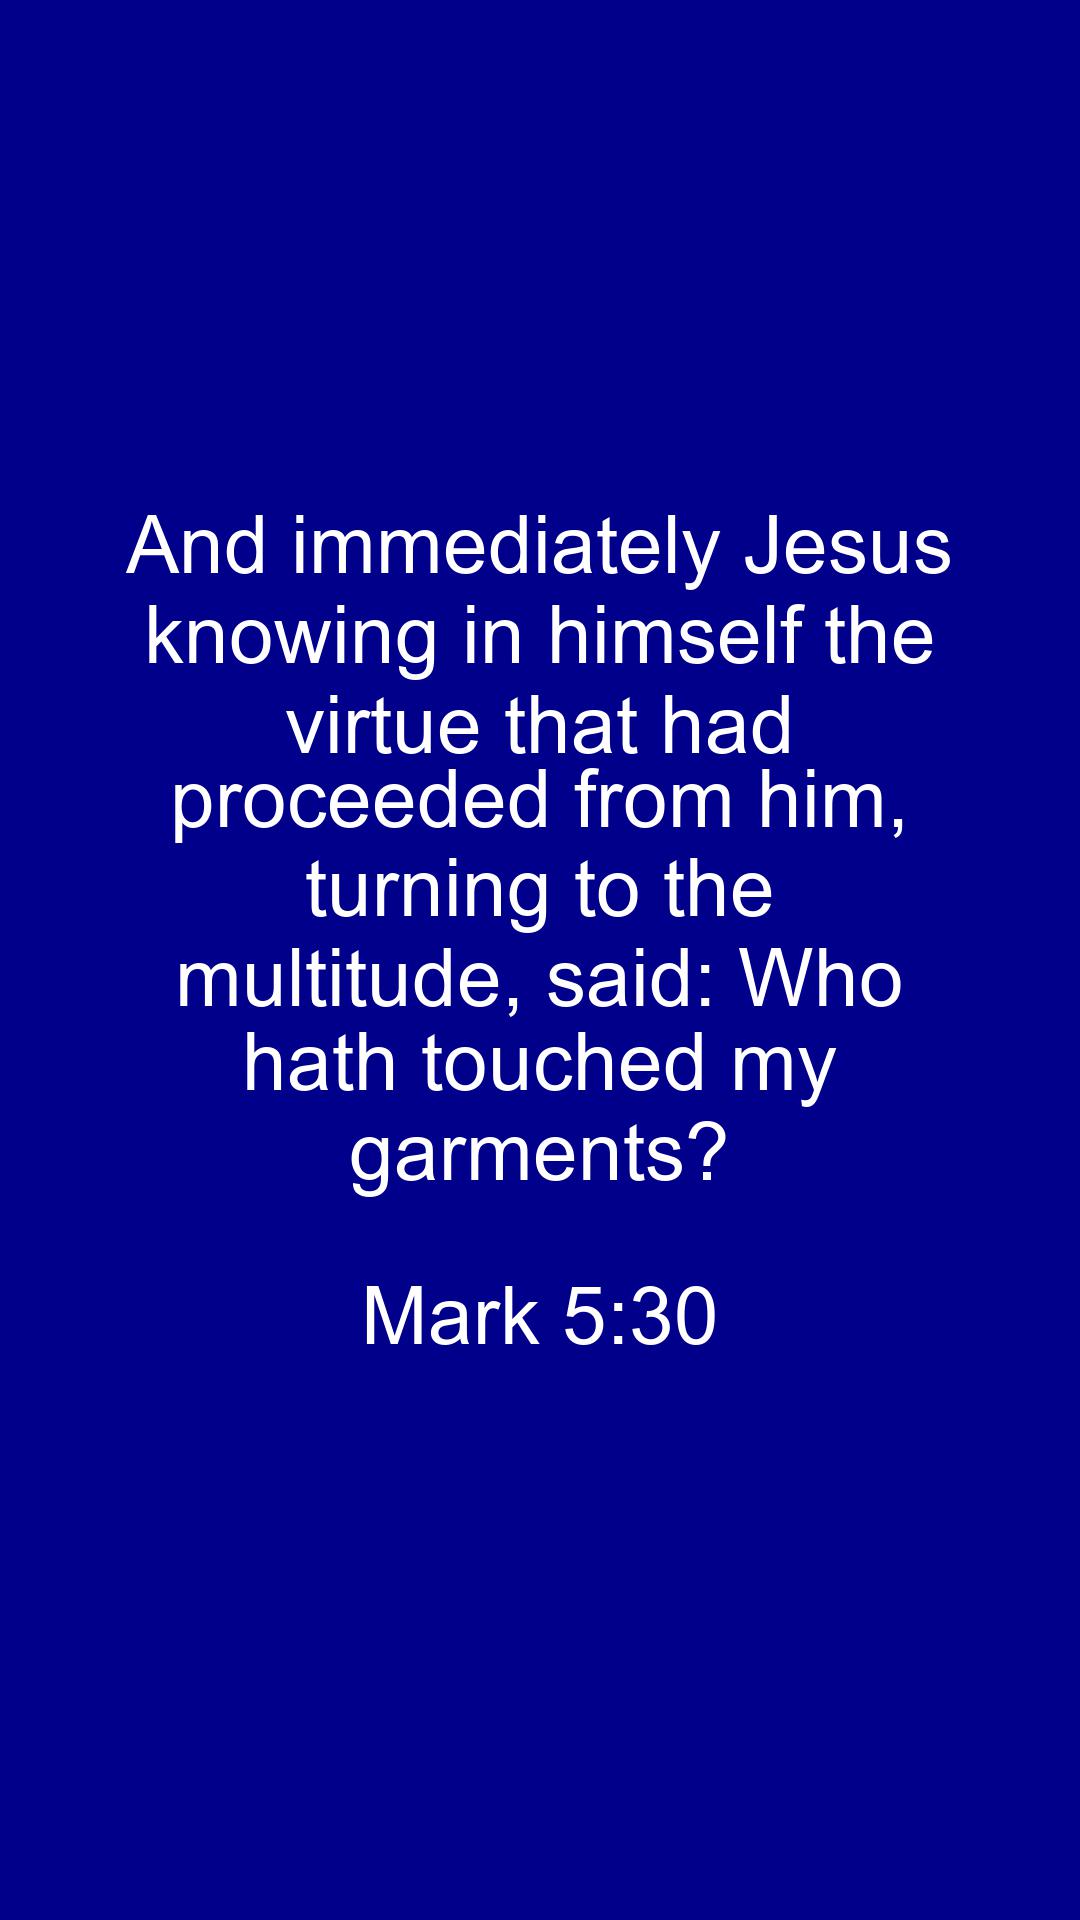 And immediately Jesus
knowing in himself the
virtue that had
proceeded from him,
turning to the
multitude, said: Who
hath touched my
garments?
Mark 5:30